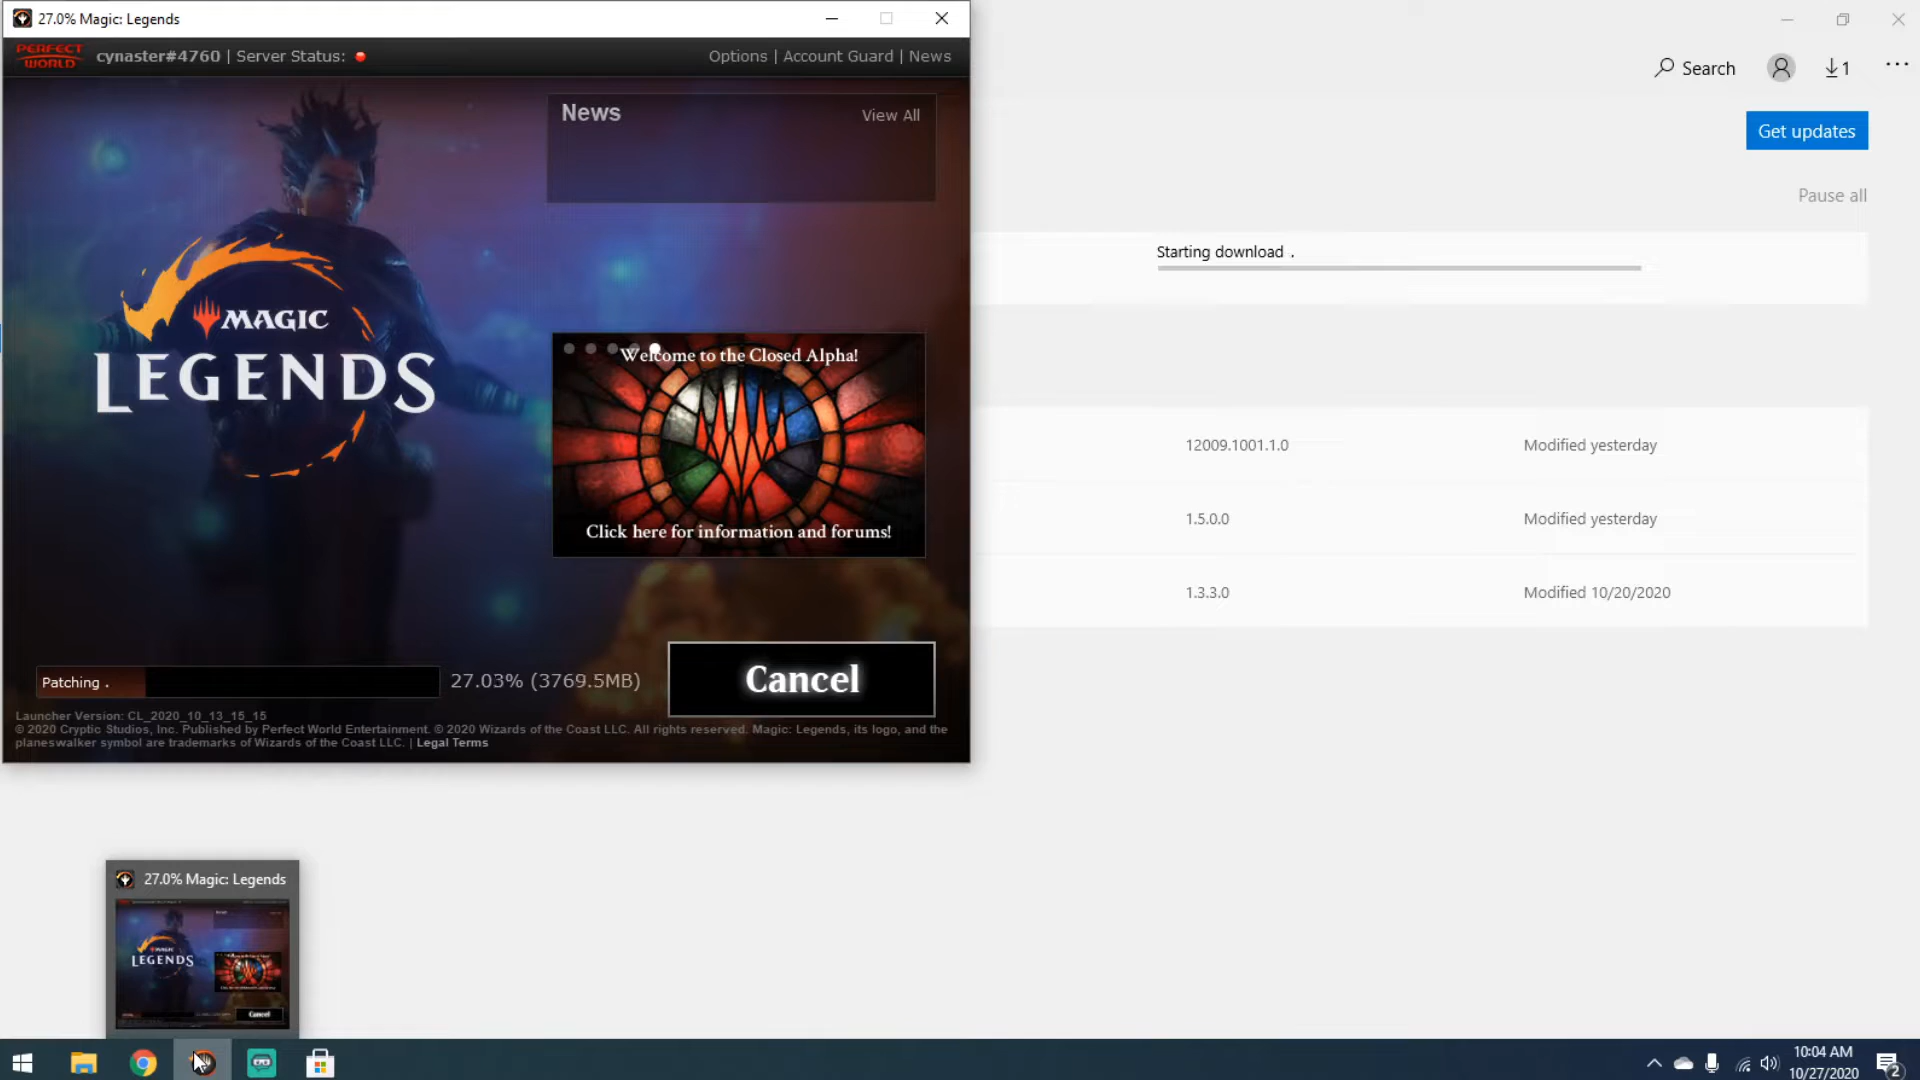 27.0% Magic: Legends
PERFECT WORLD
cynaster#4760 | Server Status:
Options | Account Guard | News
News
View All
MAGIC
LEGENDS
Welcome to the Closed Alpha!
Click here for information and forums!
Patching .
27.03% (3769.5MB)
Cancel
Launcher Version: CL_2020_10_13_15_15
© 2020 Cryptic Studios, Inc. Published by Perfect World Entertainment. © 2020 Wizards of the Coast LLC. All rights reserved. Magic: Legends, its logo, and the
planeswalker symbol are trademarks of Wizards of the Coast LLC. | Legal Terms
Search
1
Get updates
Pause all
Starting download .
12009.1001.1.0
Modified yesterday
1.5.0.0
Modified yesterday
1.3.3.0
Modified 10/20/2020
27.0% Magic: Legends
MAGIC
LEGENDS
Cancel
10:04 AM
10/27/2020
2